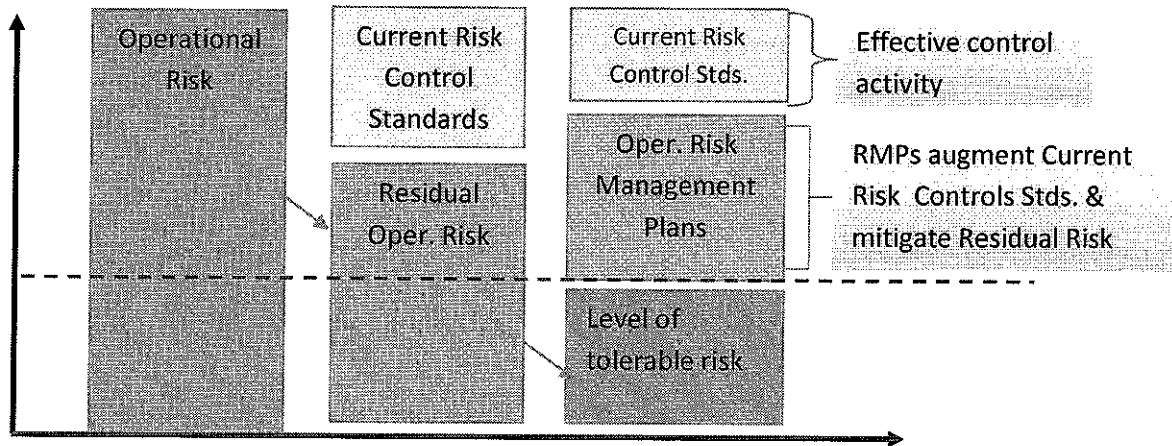 Operational
Risk
Current Risk
Control
Standards
Residual
Oper. Risk
Current Risk
Control Stds.
Oper. Risk
Management
Plans
Level of
tolerable risk
Effective control
activity
RMPs augment Current
Risk Controls Stds. &
mitigate Residual Risk